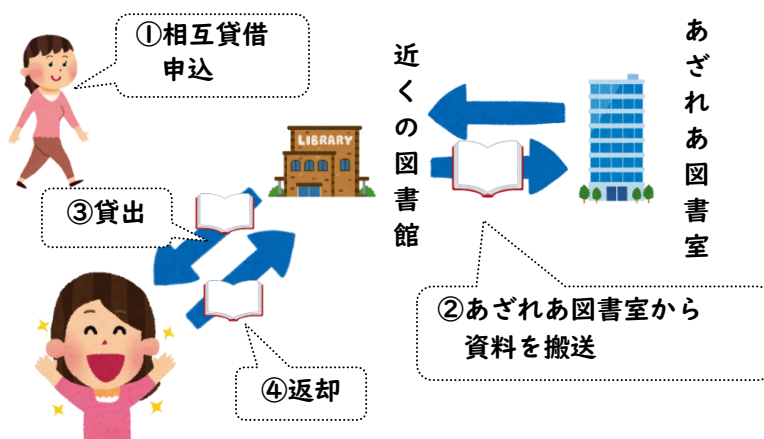 ①相互貸借
申込
LIBRARY
近くの図書館
あざれあ図書室
③貸出
②あざれあ図書室から
資料を搬送
④返却